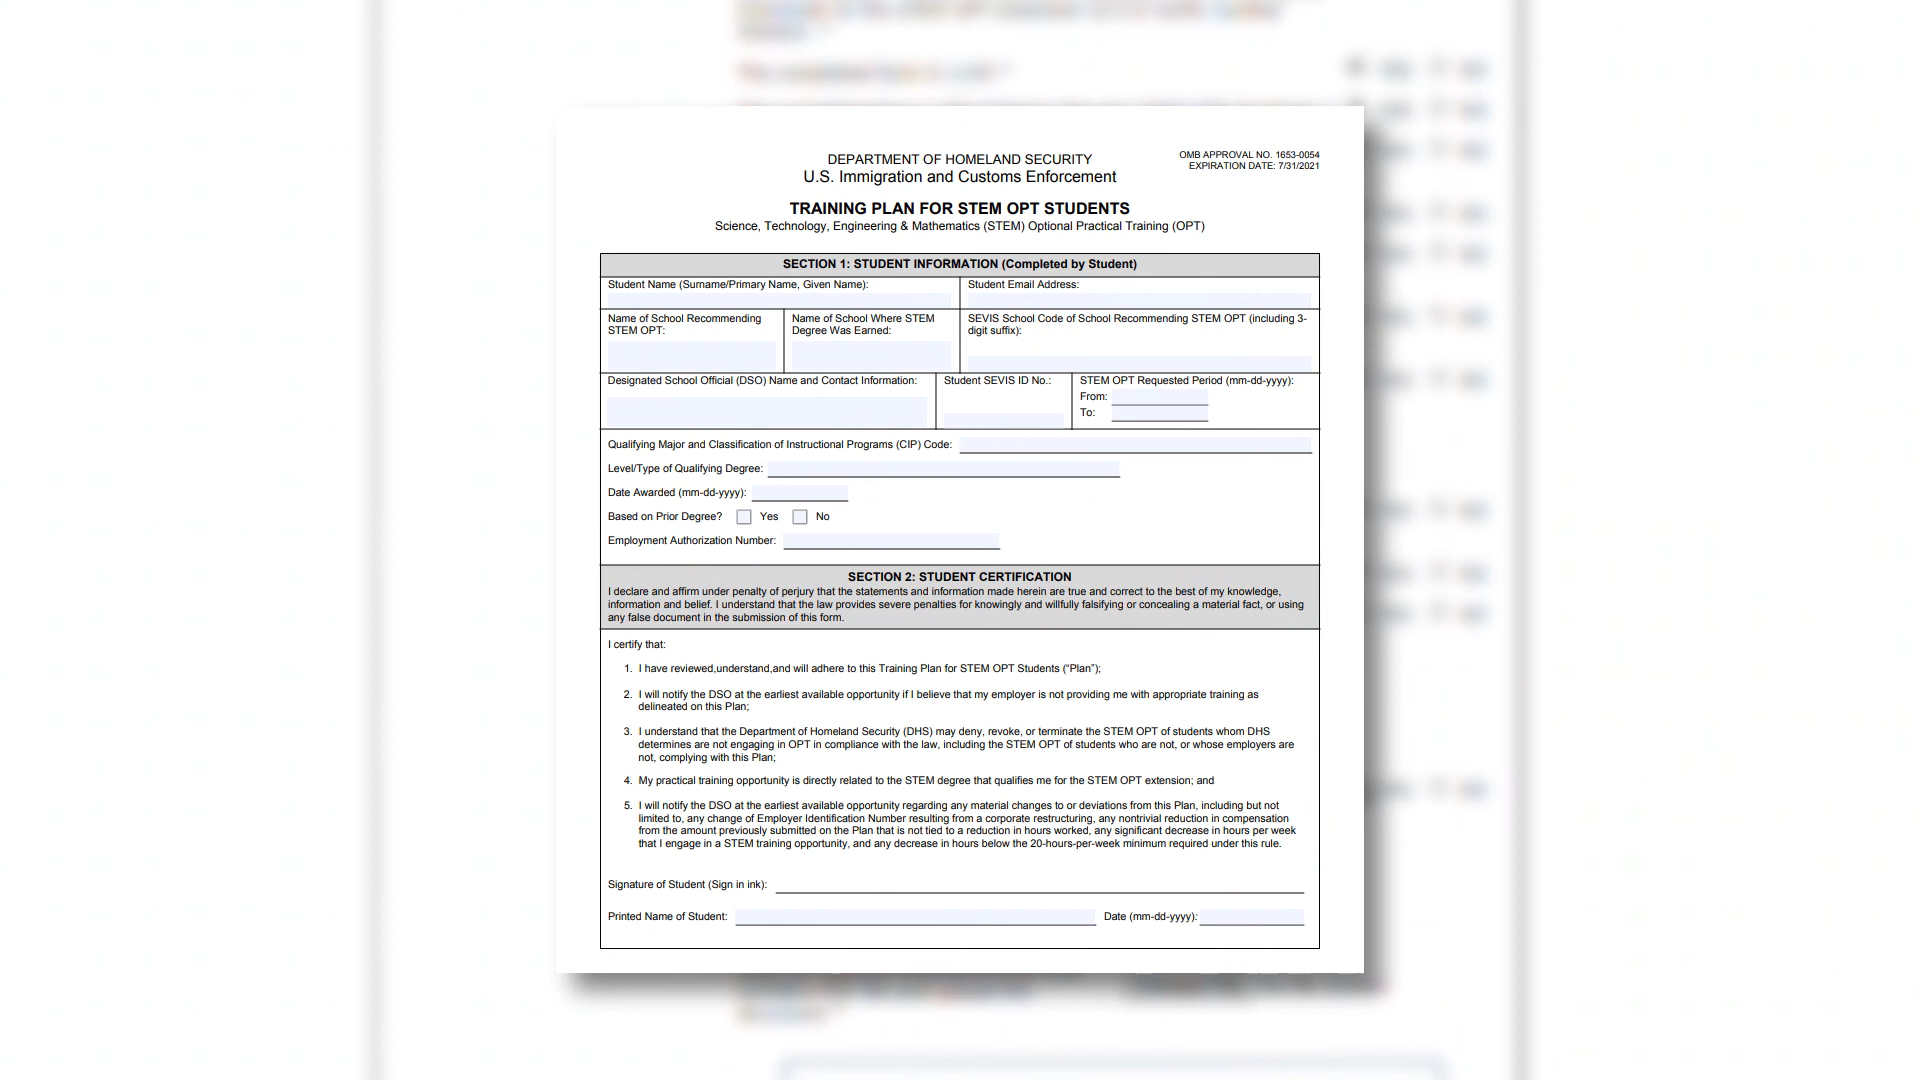 DEPARTMENT OF HOMELAND SECURITY
U.S. Immigration and Customs Enforcement
OMB APPROVAL NO. 1653-0054
EXPIRATION DATE: 7/31/2021
TRAINING PLAN FOR STEM OPT STUDENTS
Science, Technology, Engineering & Mathematics (STEM) Optional Practical Training (OPT)
SECTION 1: STUDENT INFORMATION (Completed by Student)
Student Name (Surname/Primary Name, Given Name):
Student Email Address:
Name of School Recommending
STEM OPT:
Name of School Where STEM
Degree Was Earned:
SEVIS School Code of School Recommending STEM OPT (including 3-
digit suffix):
Designated School Official (DSO) Name and Contact Information:
Student SEVIS ID No.:
STEM OPT Requested Period (mm-dd-yyyy):
From:
To:
Qualifying Major and Classification of Instructional Programs (CIP) Code:
Level/Type of Qualifying Degree:
Date Awarded (mm-dd-yyyy):
Based on Prior Degree? Yes No
Employment Authorization Number:
SECTION 2: STUDENT CERTIFICATION
I declare and affirm under penalty of perjury that the statements and information made herein are true and correct to the best of my knowledge,
information and belief. I understand that the law provides severe penalties for knowingly and willfully falsifying or concealing a material fact, or using
any false document in the submission of this form.
I certify that:
1. I have reviewed,understand,and will adhere to this Training Plan for STEM OPT Students (“Plan”);
2. I will notify the DSO at the earliest available opportunity if I believe that my employer is not providing me with appropriate training as
delineated on this Plan;
3. I understand that the Department of Homeland Security (DHS) may deny, revoke, or terminate the STEM OPT of students whom DHS
determines are not engaging in OPT in compliance with the law, including the STEM OPT of students who are not, or whose employers are
not, complying with this Plan;
4. My practical training opportunity is directly related to the STEM degree that qualifies me for the STEM OPT extension; and
5. I will notify the DSO at the earliest available opportunity regarding any material changes to or deviations from this Plan, including but not
limited to, any change of Employer Identification Number resulting from a corporate restructuring, any nontrivial reduction in compensation
from the amount previously submitted on the Plan that is not tied to a reduction in hours worked, any significant decrease in hours per week
that I engage in a STEM training opportunity, and any decrease in hours below the 20-hours-per-week minimum required under this rule.
Signature of Student (Sign in ink):
Printed Name of Student:
Date (mm-dd-yyyy):